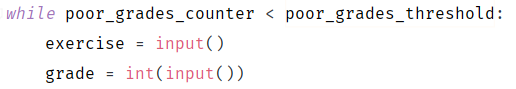 while poor_grades_counter < poor_grades_threshold:
    exercise = input()
    grade = int(input())